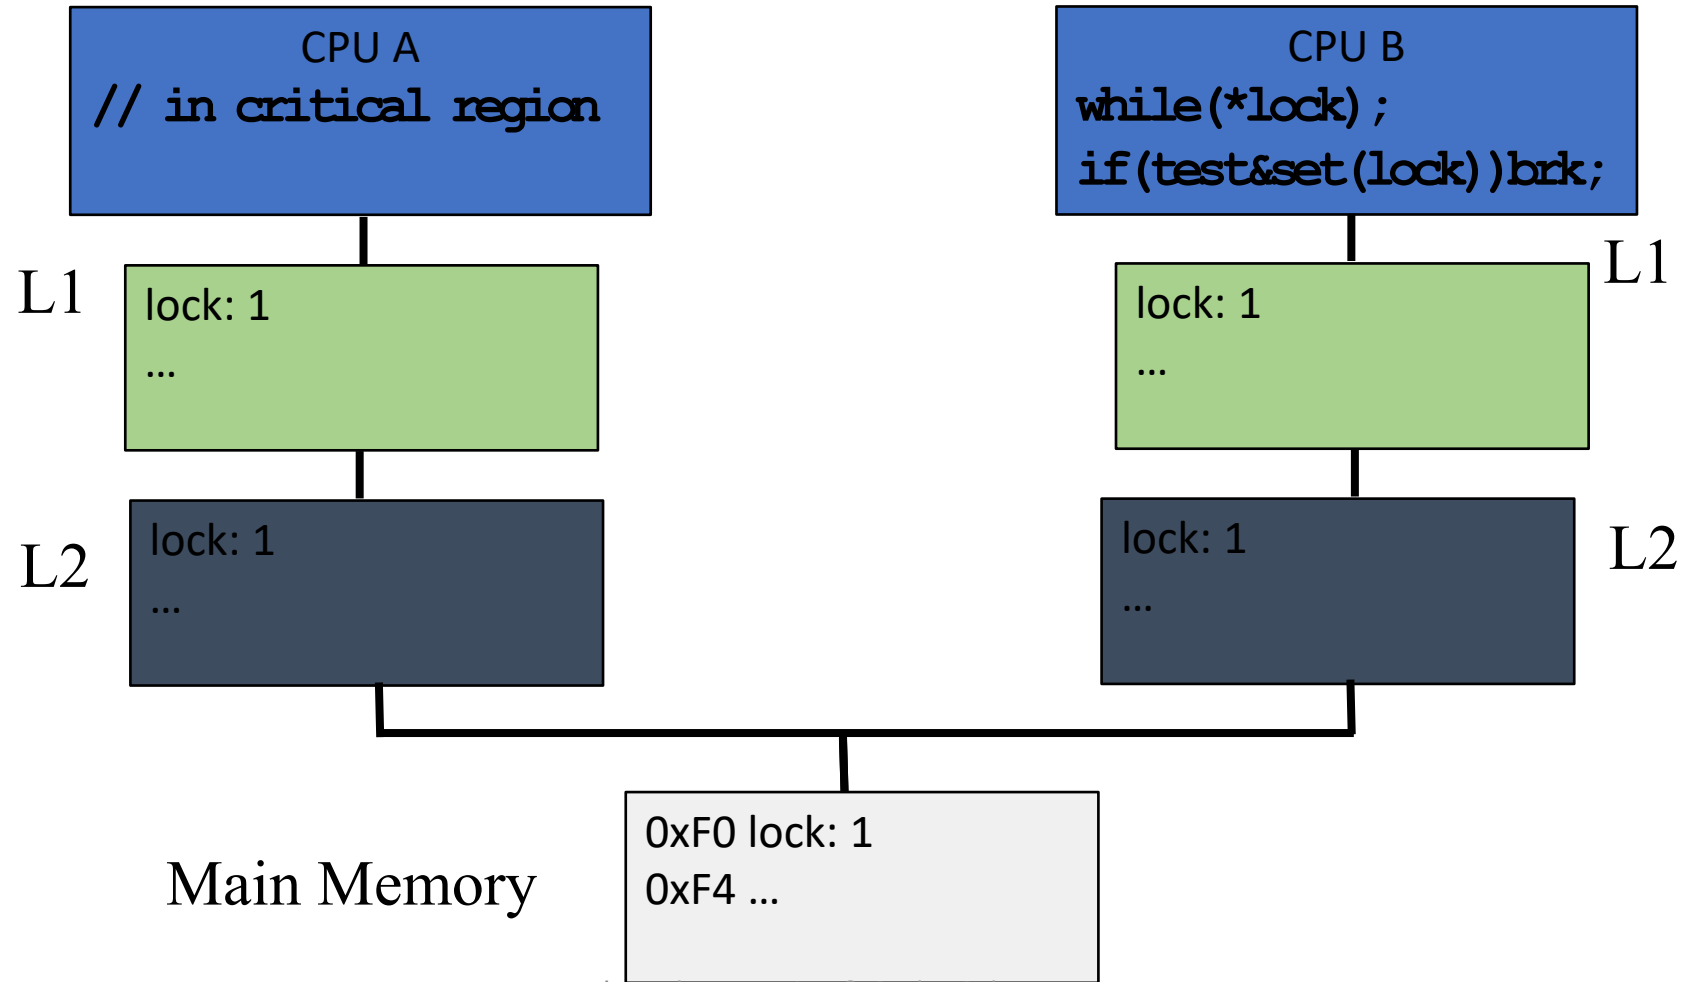 CPU A
// in critical region
CPU B
while(*lock);
if(test&set(lock))brk;
L1
lock: 1
...
lock: 1
...
L1
L2
lock: 1
...
lock: 1
...
L2
Main Memory
0xF0 lock: 1
0xF4 ...